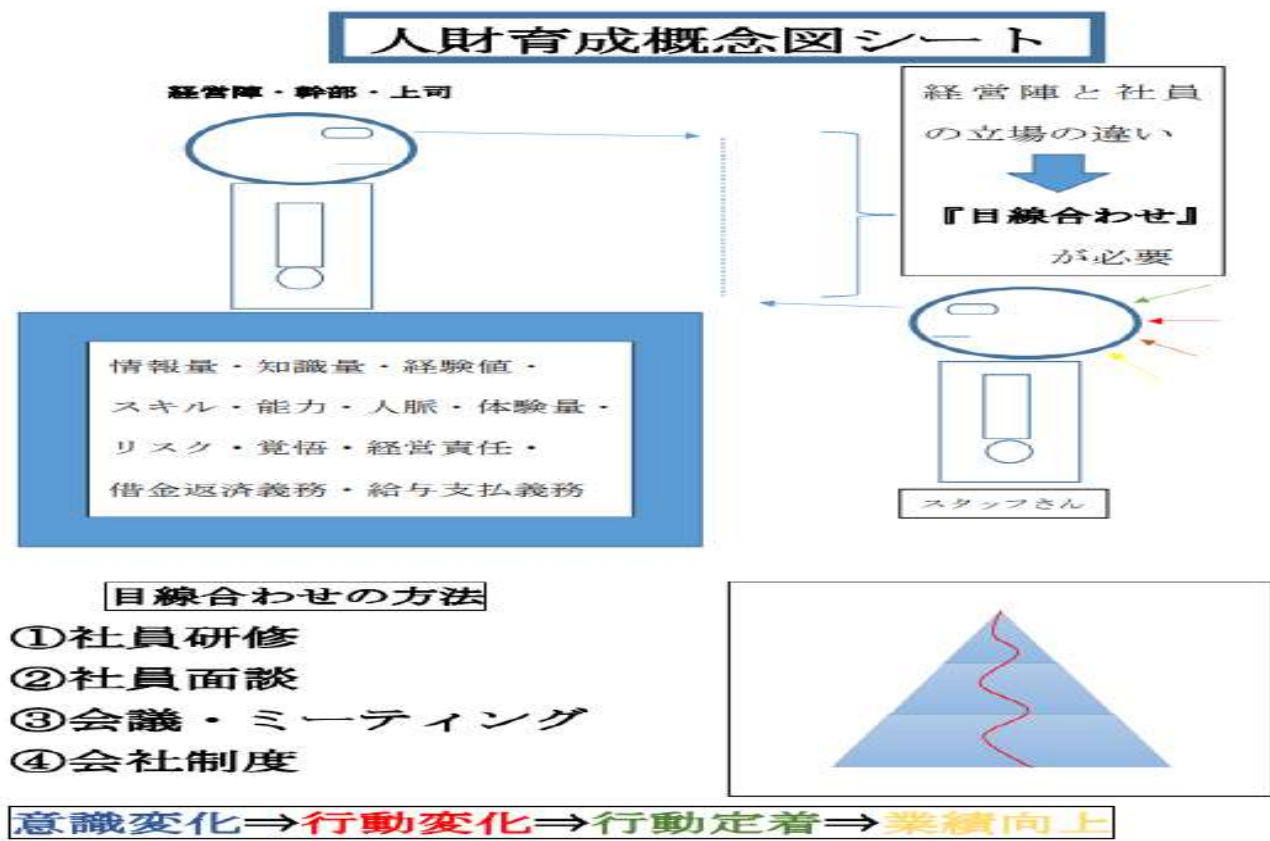 人財育成概念図シート
経営陣・幹部・上司
経営陣と社員
の立場の違い
『目線合わせ』
が必要
情報量・知識量・経験値・
スキル・能力・人脈・体験量・
リスク・覚悟・経営責任・
借金返済義務・給与支払義務
スタッフさん
目線合わせの方法
①社員研修
②社員面談
③会議・ミーティング
④会社制度
意識変化⇒行動変化⇒行動定着⇒業績向上